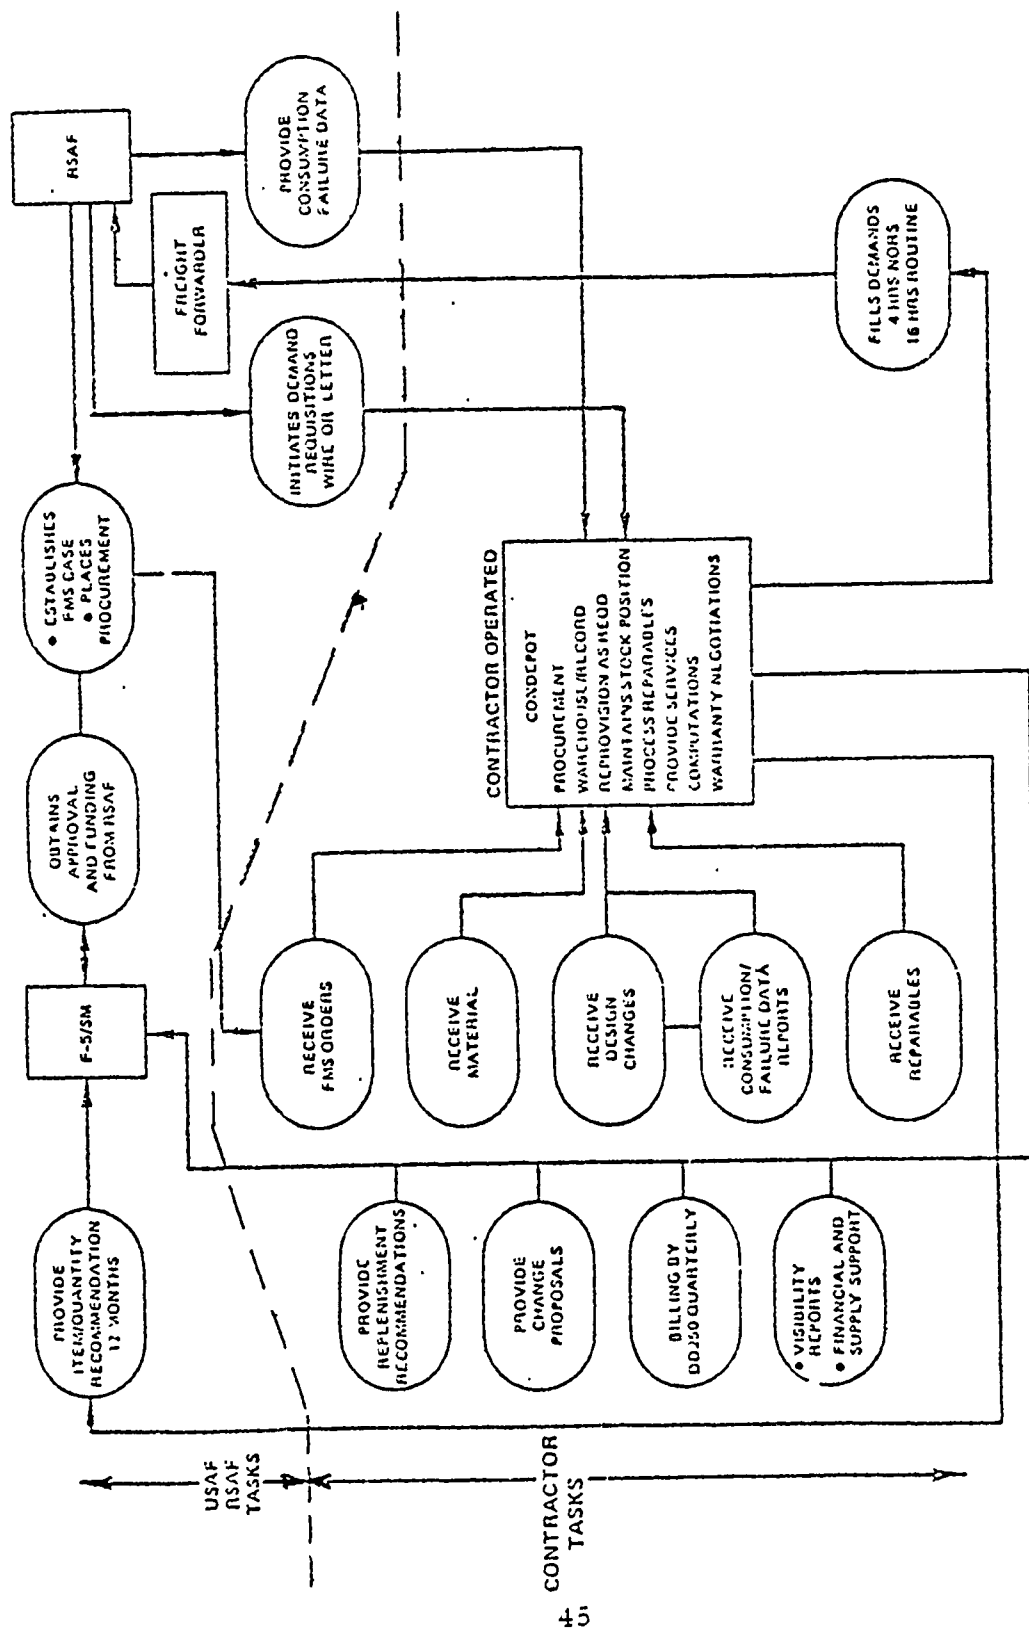 USAF
RSAF
TASKS
CONTRACTOR
TASKS
PROVIDE
ITEM/QUANTITY
RECOMMENDATION
12 MONTHS
F-5/SM
OBTAINS
APPROVAL
AND FUNDING
FROM RSAF
• ESTABLISHES
FMS CASE
• PLACES
PROCUREMENT
RSAF
FREIGHT
FORWARDER
INITIATES DEMAND
REQUISITIONS
WIRE OR LETTER
PROVIDE
CONSUMPTION
FAILURE DATA
PROVIDE
REPLENISHMENT
RECOMMENDATIONS
PROVIDE
CHANGE
PROPOSALS
BILLING BY
DD250 QUARTERLY
• VISIBILITY
REPORTS
• FINANCIAL AND
SUPPLY SUPPORT
RECEIVE
FMS ORDERS
RECEIVE
MATERIAL
RECEIVE
DESIGN
CHANGES
RECEIVE
CONSUMPTION/
FAILURE DATA
REPORTS
RECEIVE
REPARABLES
CONTRACTOR OPERATED
CONDEPOT
PROCUREMENT
WAREHOUSE/RECORD
REPROVISION AS REQD
MAINTAINS STOCK POSITION
PROCESS REPARABLES
PROVIDE SERVICES
COMPUTATIONS
WARRANTY NEGOTIATIONS
FILLS DEMANDS
4 HRS NORS
16 HRS ROUTINE
45